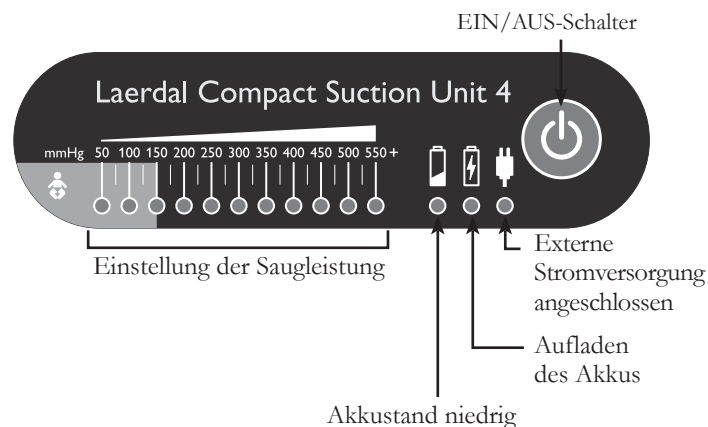 EIN/AUS-Schalter
Laerdal Compact Suction Unit 4
mmHg 50 100 150 200 250 300 350 400 450 500 550+
Einstellung der Saugleistung
Externe
Stromversorgung
angeschlossen
Aufladen
des Akkus
Akkustand niedrig